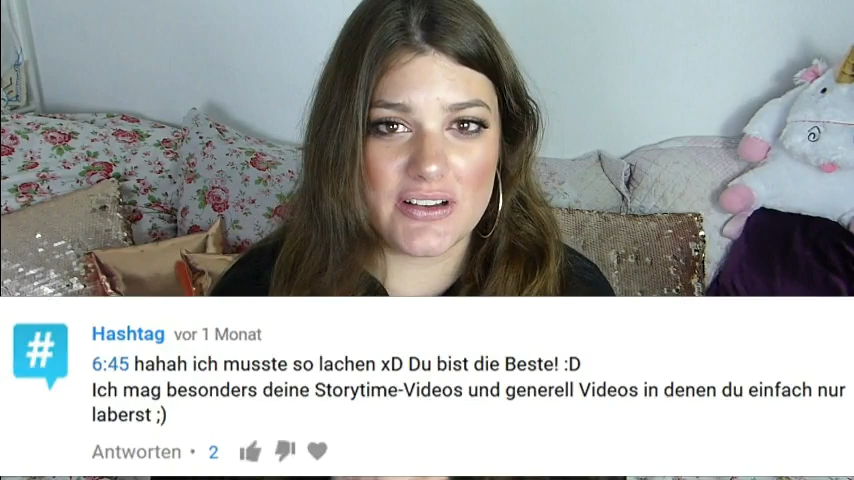 #
Hashtag vor 1 Monat
6:45 hahah ich musste so lachen xD Du bist die Beste! :D
Ich mag besonders deine Storytime-Videos und generell Videos in denen du einfach nur
laberst ;)
Antworten • 2